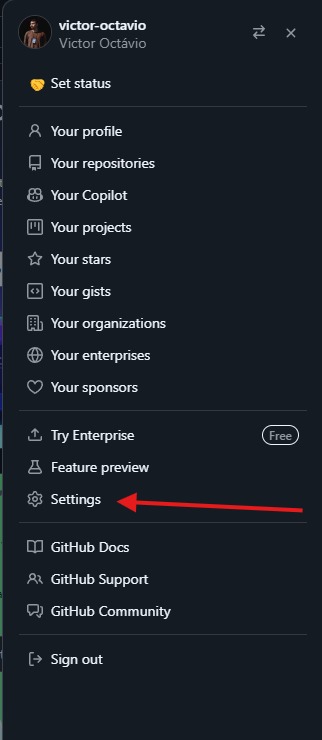 victor-octavio
Victor Octávio
Set status
Your profile
Your repositories
Your Copilot
Your projects
Your stars
Your gists
Your organizations
Your enterprises
Your sponsors
Try Enterprise Free
Feature preview
Settings
GitHub Docs
GitHub Support
GitHub Community
Sign out